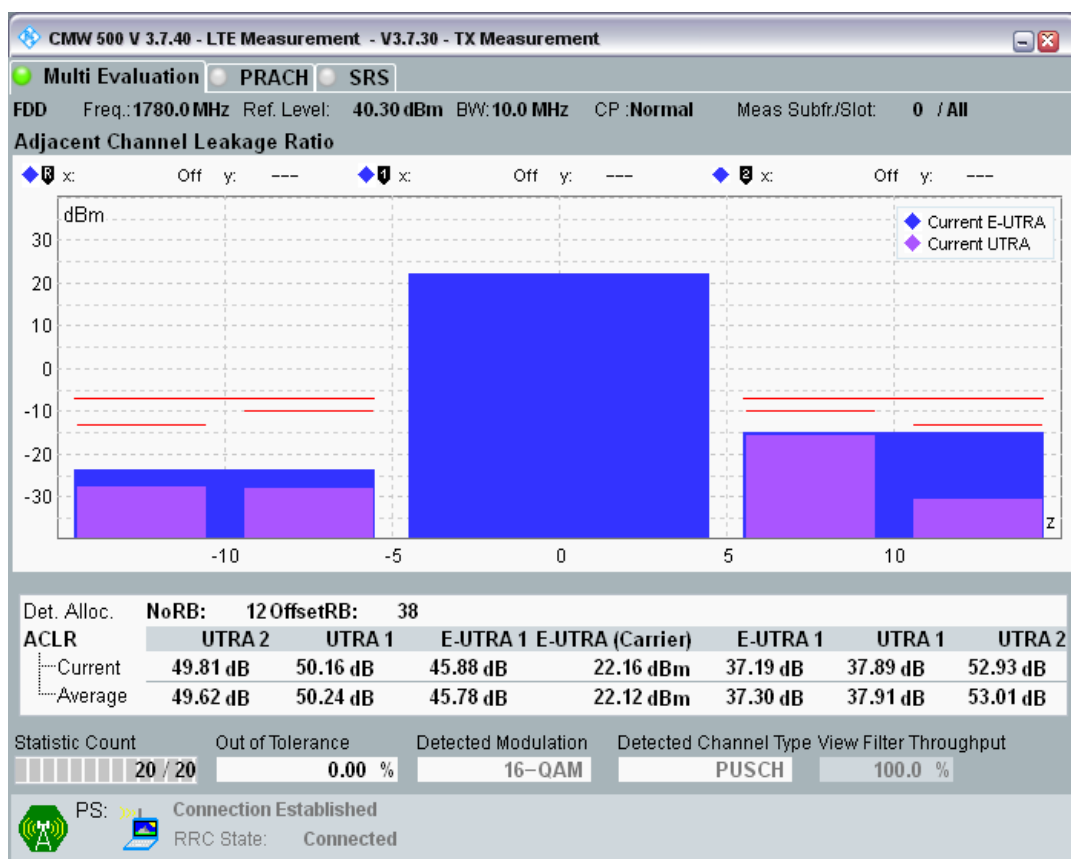 CMW 500 V 3.7.40 - LTE Measurement - V3.7.30 - TX Measurement
Multi Evaluation PRACH SRS
FDD Freq.: 1780.0 MHz Ref. Level: 40.30 dBm BW: 10.0 MHz CP : Normal Meas Subfr./Slot: 0 / All
Adjacent Channel Leakage Ratio
R x: Off y: --- 1 x: Off y: --- 2 x: Off y: ---
dBm
Current E-UTRA
Current UTRA
30
20
10
0
-10
-20
-30
z
-10 -5 0 5 10
Det. Alloc. NoRB: 12 OffsetRB: 38
ACLR UTRA 2 UTRA 1 E-UTRA 1 E-UTRA (Carrier) E-UTRA 1 UTRA 1 UTRA 2
Current 49.81 dB 50.16 dB 45.88 dB 22.16 dBm 37.19 dB 37.89 dB 52.93 dB
Average 49.62 dB 50.24 dB 45.78 dB 22.12 dBm 37.30 dB 37.91 dB 53.01 dB
Statistic Count Out of Tolerance Detected Modulation Detected Channel Type View Filter Throughput
20 / 20 0.00 % 16-QAM PUSCH 100.0 %
PS: Connection Established
RRC State: Connected